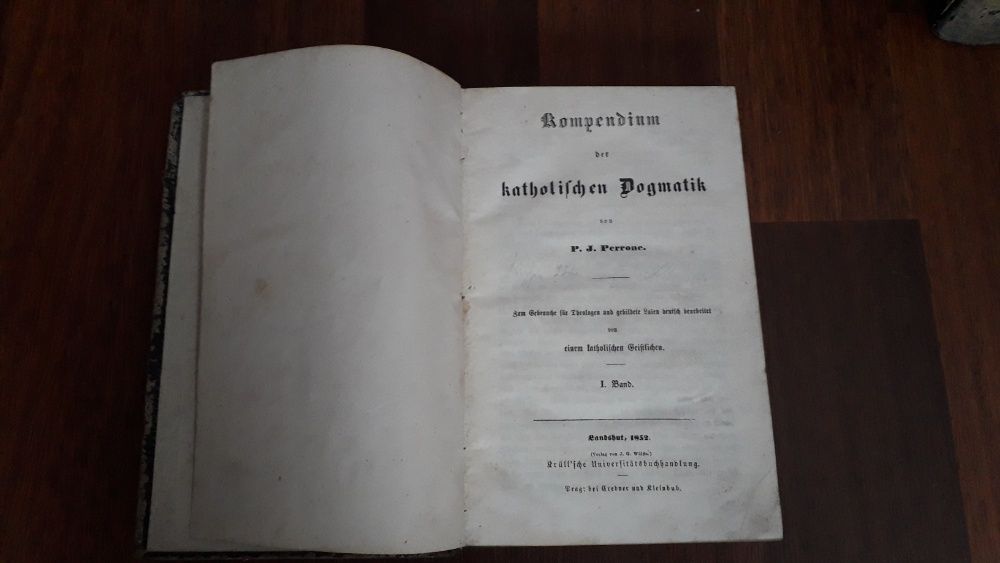 Kompendium
der
katholischen Dogmatik
von
P. J. Perrone.
Zum Gebrauche für Theologen und gebildete Laien deutsch bearbeitet
von
einem katholischen Geistlichen.
I. Band.
Landshut, 1852.
(Verlag von J. G. Wölfle.)
Krüll'sche Universitätsbuchhandlung.
Prag: bei Credner und Kleinbub.